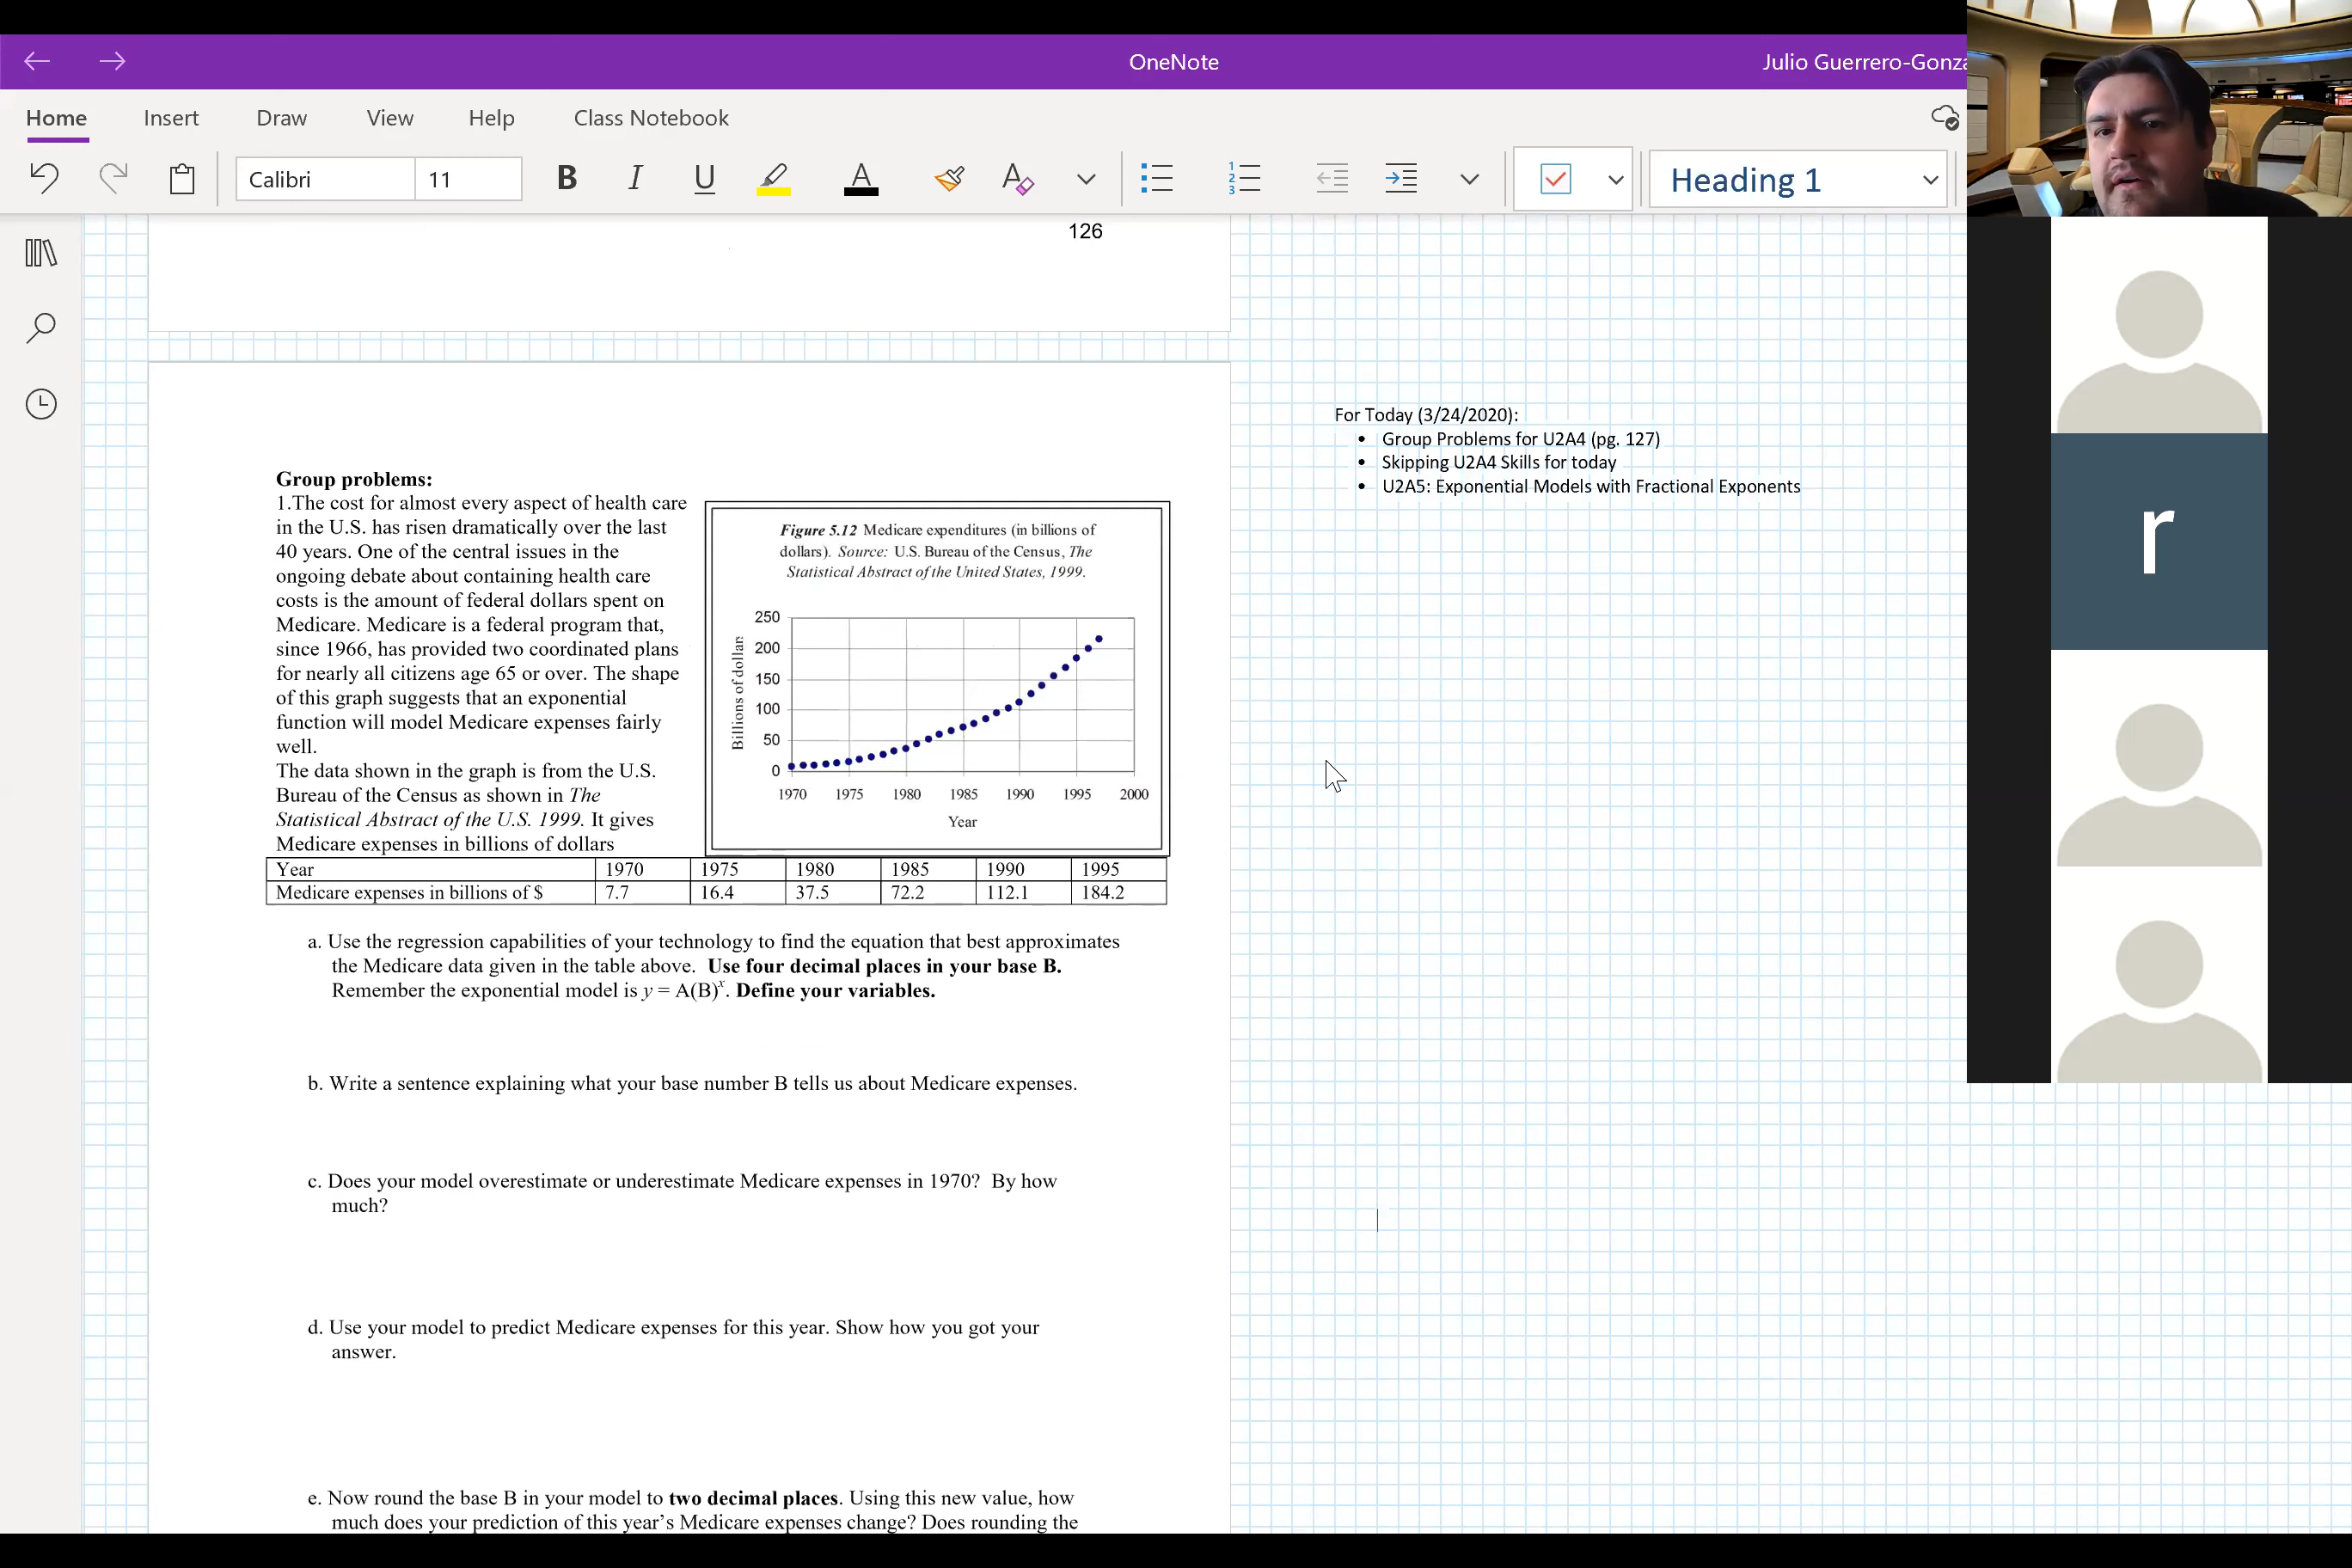 OneNote
Julio Guerrero-Gonza
Home Insert Draw View Help Class Notebook
Calibri 11 B I U A A Heading 1
126
For Today (3/24/2020):
• Group Problems for U2A4 (pg. 127)
• Skipping U2A4 Skills for today
• U2A5: Exponential Models with Fractional Exponents
r
Group problems:
1.The cost for almost every aspect of health care
in the U.S. has risen dramatically over the last
40 years. One of the central issues in the
ongoing debate about containing health care
costs is the amount of federal dollars spent on
Medicare. Medicare is a federal program that,
since 1966, has provided two coordinated plans
for nearly all citizens age 65 or over. The shape
of this graph suggests that an exponential
function will model Medicare expenses fairly
well.
The data shown in the graph is from the U.S.
Bureau of the Census as shown in The
Statistical Abstract of the U.S. 1999. It gives
Medicare expenses in billions of dollars
Figure 5.12 Medicare expenditures (in billions of
dollars). Source: U.S. Bureau of the Census, The
Statistical Abstract of the United States, 1999.
Billions of dollar
250
200
150
100
50
0
1970 1975 1980 1985 1990 1995 2000
Year
Year 1970 1975 1980 1985 1990 1995
Medicare expenses in billions of $ 7.7 16.4 37.5 72.2 112.1 184.2
a. Use the regression capabilities of your technology to find the equation that best approximates
the Medicare data given in the table above. Use four decimal places in your base B.
Remember the exponential model is y = A(B)ˣ. Define your variables.
b. Write a sentence explaining what your base number B tells us about Medicare expenses.
c. Does your model overestimate or underestimate Medicare expenses in 1970? By how
much?
d. Use your model to predict Medicare expenses for this year. Show how you got your
answer.
e. Now round the base B in your model to two decimal places. Using this new value, how
much does your prediction of this year's Medicare expenses change? Does rounding the